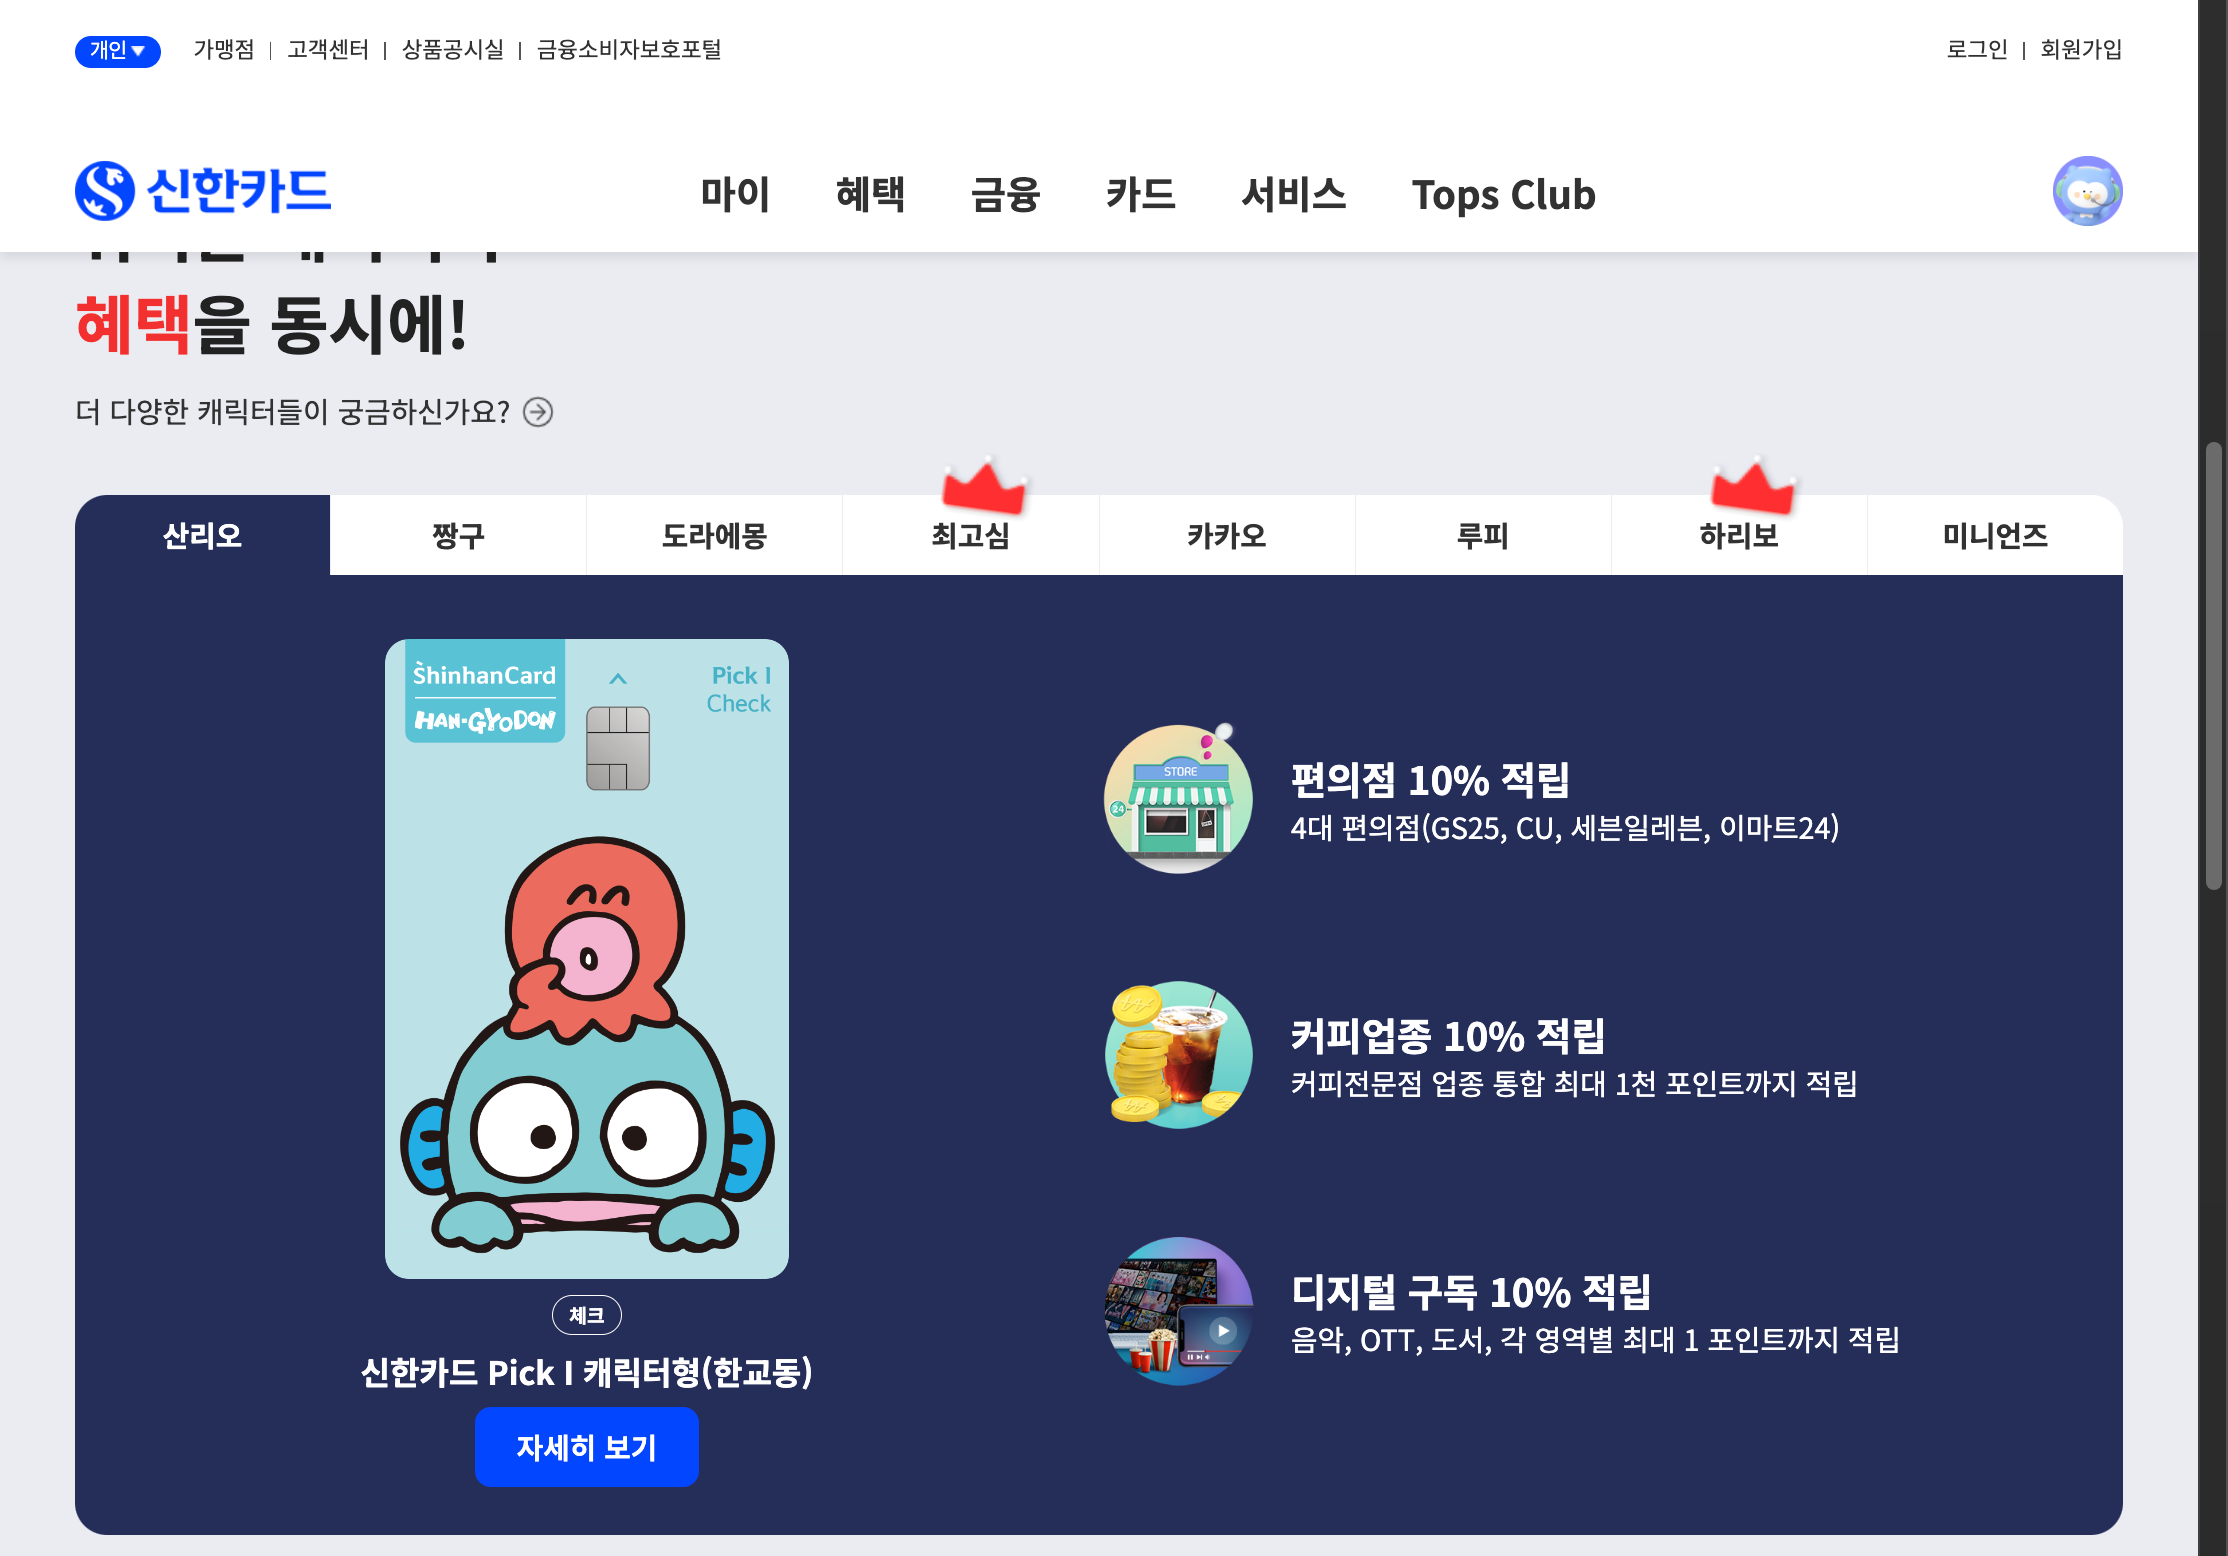 개인
가맹점 | 고객센터 | 상품공시실 | 금융소비자보호포털
로그인 | 회원가입
신한카드
마이 혜택 금융 카드 서비스 Tops Club
혜택을 동시에!
더 다양한 캐릭터들이 궁금하신가요?
산리오 짱구 도라에몽 최고심 카카오 루피 하리보 미니언즈
ShinhanCard
HAN-GYODON
Pick I
Check
체크
신한카드 Pick I 캐릭터형(한교동)
자세히 보기
STORE
24
편의점 10% 적립
4대 편의점(GS25, CU, 세븐일레븐, 이마트24)
커피업종 10% 적립
커피전문점 업종 통합 최대 1천 포인트까지 적립
디지털 구독 10% 적립
음악, OTT, 도서, 각 영역별 최대 1 포인트까지 적립